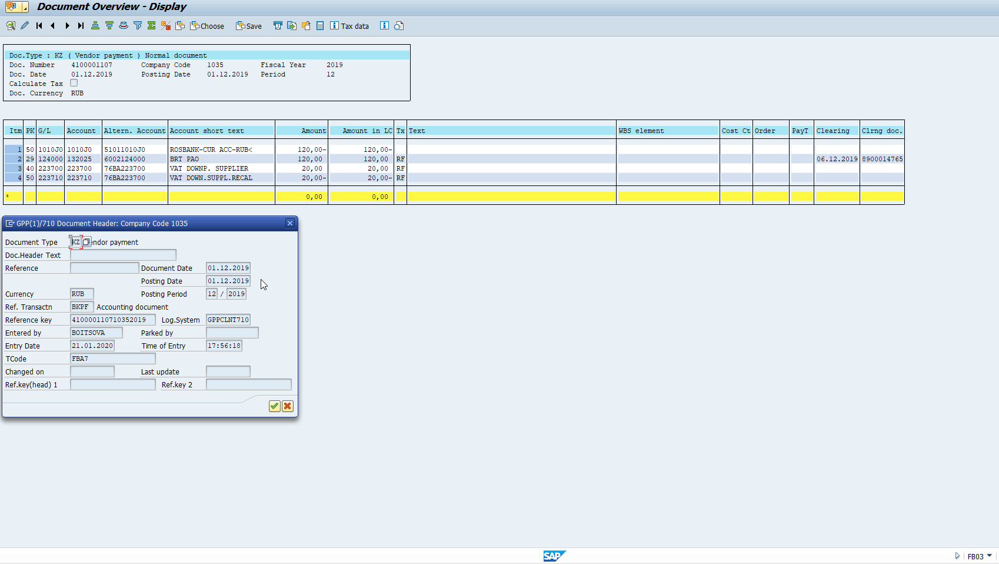 Document Overview - Display
Choose Save Tax data
Doc.Type : KZ ( Vendor payment ) Normal document
Doc. Number 4100001107 Company Code 1035 Fiscal Year 2019
Doc. Date 01.12.2019 Posting Date 01.12.2019 Period 12
Calculate Tax
Doc. Currency RUB
Itm PK G/L Account Altern. Account Account short text Amount Amount in LC Tx Text WBS element Cost Ct Order PayT Clearing Clrng doc.
1 50 1010J0 1010J0 51011010J0 ROSBANK-CUR ACC-RUB< 120,00- 120,00-
2 29 124000 132025 6002124000 BRT PAO 120,00 120,00 RF 06.12.2019 8900014765
3 40 223700 223700 76BA223700 VAT DOWNP. SUPPLIER 20,00 20,00 RF
4 50 223710 223710 76BA223710 VAT DOWN.SUPPL.RECAL 20,00- 20,00- RF
* 0,00 0,00
GPP(1)/710 Document Header: Company Code 1035
Document Type KZ endor payment
Doc.Header Text
Reference Document Date 01.12.2019
Posting Date 01.12.2019
Currency RUB Posting Period 12 / 2019
Ref. Transactn BKPF Accounting document
Reference key 410000110710352019 Log.System GPPCLNT710
Entered by BOITSOVA Parked by
Entry Date 21.01.2020 Time of Entry 17:56:18
TCode FBA7
Changed on Last update
Ref.key(head) 1 Ref.key 2
SAP FB03